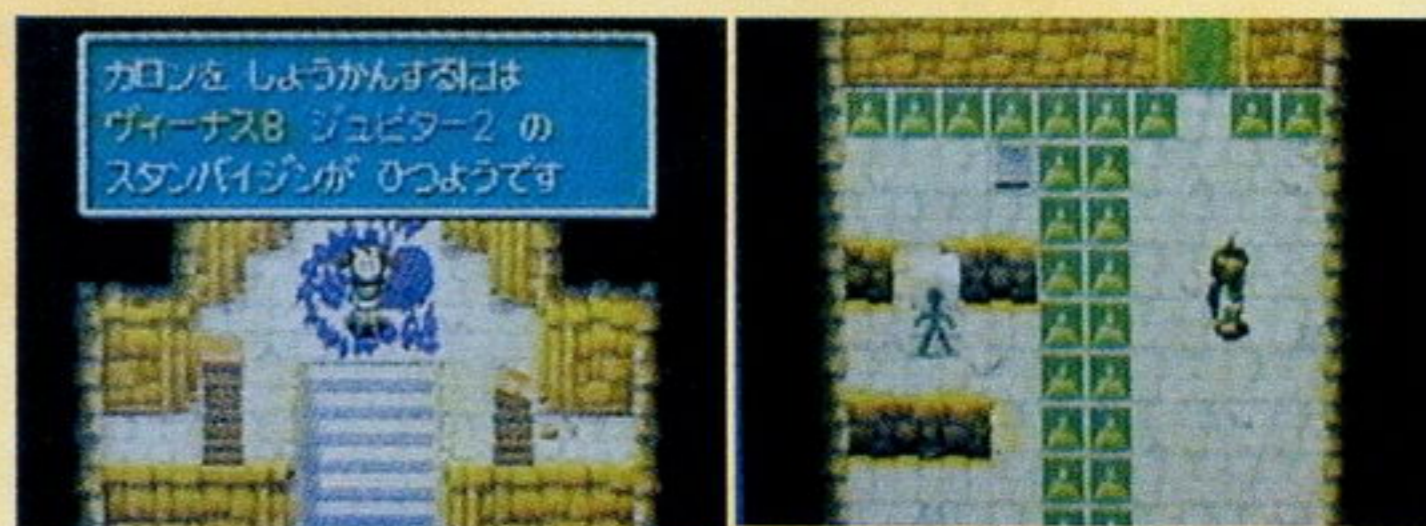 カロンを しょうかんするには
ヴィーナス8 ジュピター2 の
スタンバイジンが ひつようです